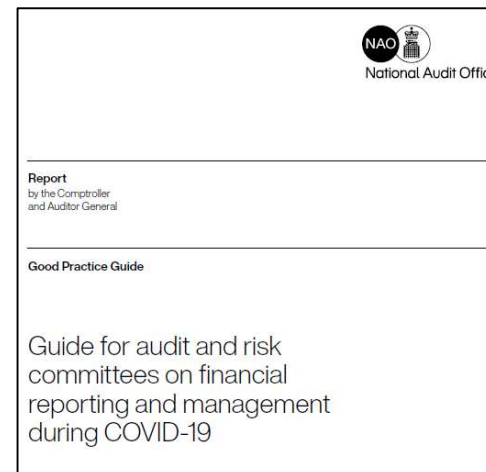 NAO
National Audit Offic
Report
by the Comptroller
and Auditor General
Good Practice Guide
Guide for audit and risk
committees on financial
reporting and management
during COVID-19